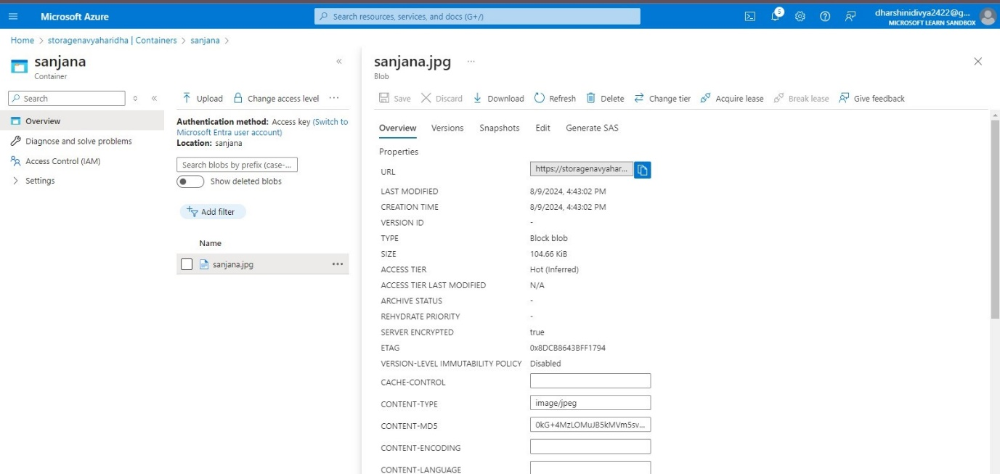 Microsoft Azure
Search resources, services, and docs (G+/)
5
dharshinidivya2422@g...
MICROSOFT LEARN SANDBOX
Home > storagenavyaharidha | Containers > sanjana >
sanjana
Container
Search
Overview
Diagnose and solve problems
Access Control (IAM)
Settings
Upload Change access level ...
Authentication method: Access key (Switch to
Microsoft Entra user account)
Location: sanjana
Search blobs by prefix (case-...
Show deleted blobs
Add filter
Name
sanjana.jpg ...
sanjana.jpg ...
Blob
Save Discard Download Refresh Delete Change tier Acquire lease Break lease Give feedback
Overview Versions Snapshots Edit Generate SAS
Properties
URL https://storagenavyahar...
LAST MODIFIED 8/9/2024, 4:43:02 PM
CREATION TIME 8/9/2024, 4:43:02 PM
VERSION ID -
TYPE Block blob
SIZE 104.66 KiB
ACCESS TIER Hot (Inferred)
ACCESS TIER LAST MODIFIED N/A
ARCHIVE STATUS -
REHYDRATE PRIORITY -
SERVER ENCRYPTED true
ETAG 0x8DCB8643BFF1794
VERSION-LEVEL IMMUTABILITY POLICY Disabled
CACHE-CONTROL
CONTENT-TYPE image/jpeg
CONTENT-MD5 0kG+4MzLOMuJB5kMVm5sv...
CONTENT-ENCODING
CONTENT-LANGUAGE